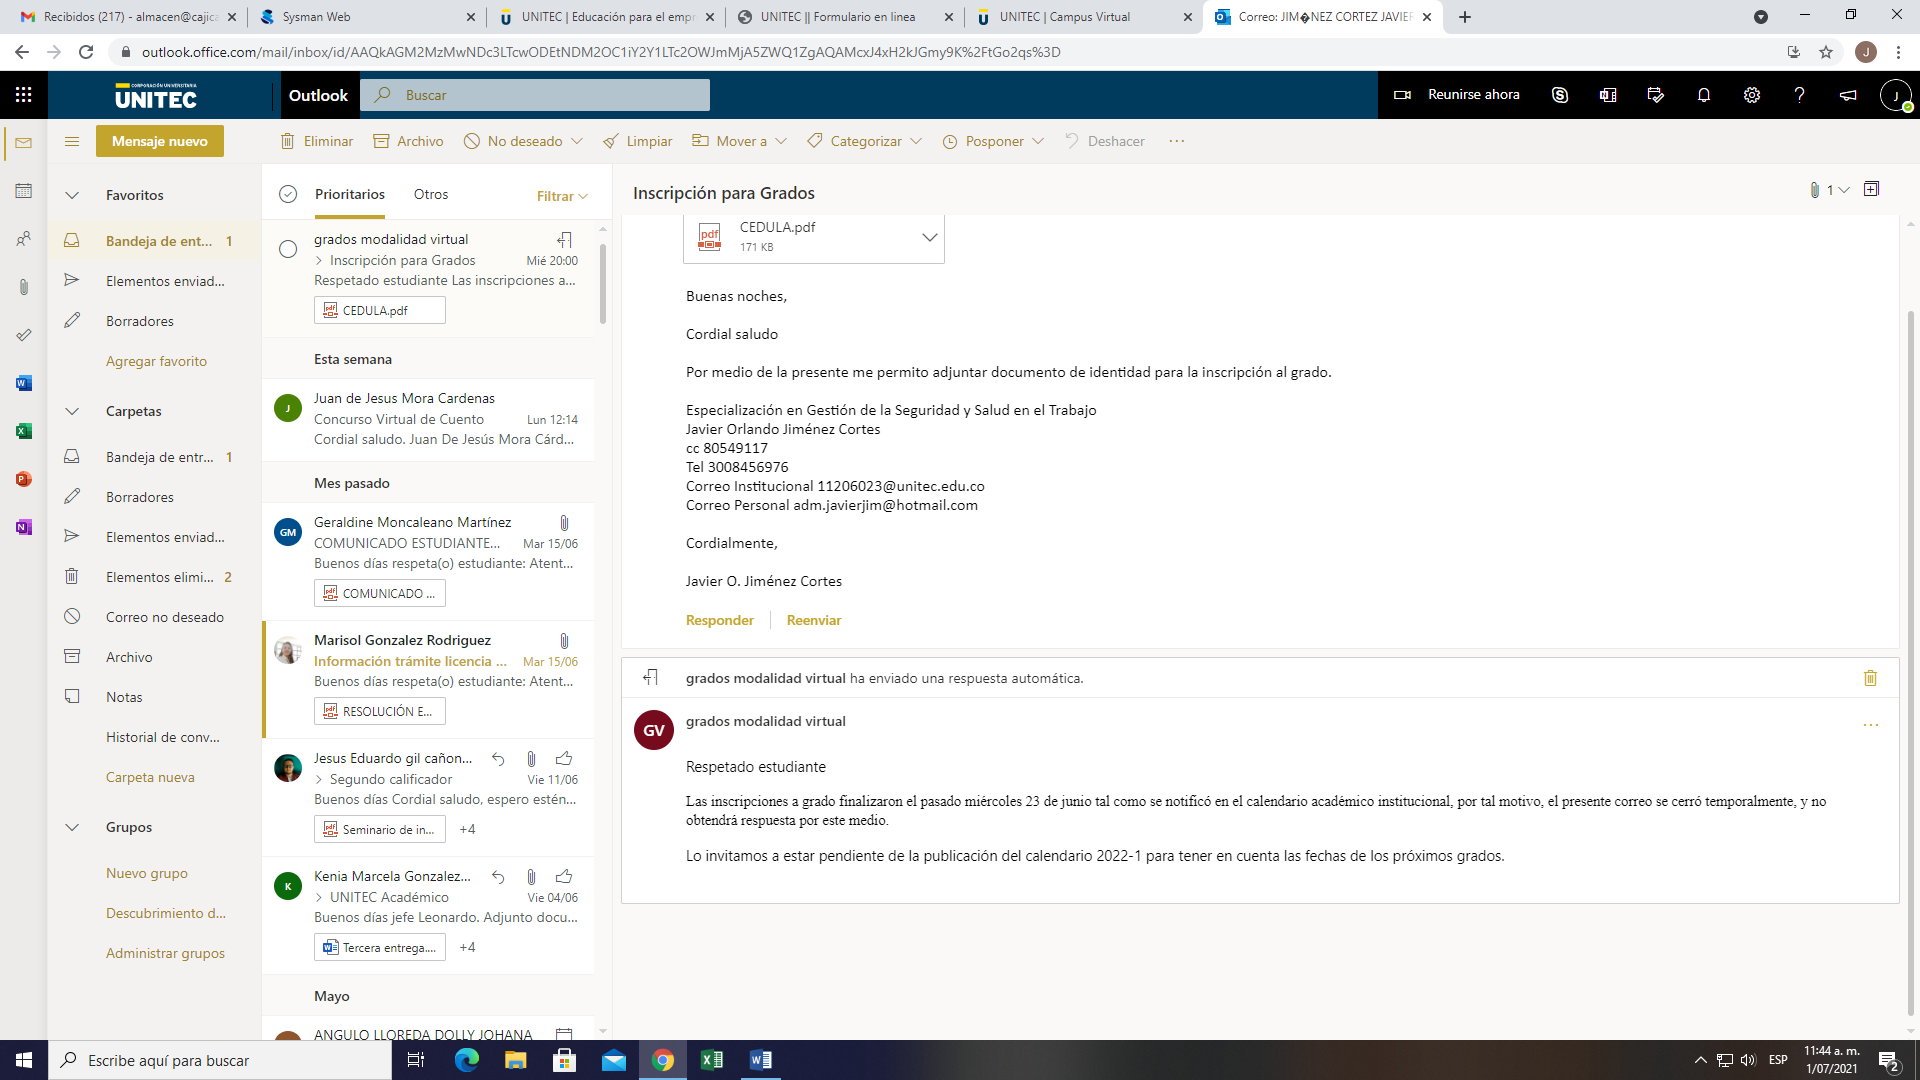 Recibidos (217) - almacen@cajica
Sysman Web
UNITEC | Educación para el empr
UNITEC || Formulario en linea
UNITEC | Campus Virtual
Correo: JIM�NEZ CORTEZ JAVIER
outlook.office.com/mail/inbox/id/AAQkAGM2MzMwNDc3LTcwODEtNDM2OC1iY2Y1LTc2OWJmMjA5ZWQ1ZgAQAMcxJ4xH2kJGmy9K%2FtGo2qs%3D
J
CORPORACIÓN UNIVERSITARIA
UNITEC
Outlook
Buscar
Reunirse ahora
J
Mensaje nuevo
Eliminar
Archivo
No deseado
Limpiar
Mover a
Categorizar
Posponer
Deshacer
Favoritos
Bandeja de ent... 1
Elementos enviad...
Borradores
Agregar favorito
Carpetas
Bandeja de entr... 1
Borradores
Elementos enviad...
Elementos elimi... 2
Correo no deseado
Archivo
Notas
Historial de conv...
Carpeta nueva
Grupos
Nuevo grupo
Descubrimiento d...
Administrar grupos
Prioritarios
Otros
Filtrar
grados modalidad virtual
Inscripción para Grados
Mié 20:00
Respetado estudiante Las inscripciones a...
CEDULA.pdf
Esta semana
J
Juan de Jesus Mora Cardenas
Concurso Virtual de Cuento
Lun 12:14
Cordial saludo. Juan De Jesús Mora Cárd...
Mes pasado
GM
Geraldine Moncaleano Martínez
COMUNICADO ESTUDIANTE...
Mar 15/06
Buenos días respeta(o) estudiante: Atent...
COMUNICADO ...
Marisol Gonzalez Rodriguez
Información trámite licencia ...
Mar 15/06
Buenos días respeta(o) estudiante: Atent...
RESOLUCIÓN E...
Jesus Eduardo gil cañon...
Segundo calificador
Vie 11/06
Buenos días Cordial saludo, espero estén...
Seminario de in...
+4
K
Kenia Marcela Gonzalez...
UNITEC Académico
Vie 04/06
Buenos días jefe Leonardo. Adjunto docu...
Tercera entrega....
+4
Mayo
ANGULO LLOREDA DOLLY JOHANA
Inscripción para Grados
1
CEDULA.pdf
171 KB
Buenas noches,
Cordial saludo
Por medio de la presente me permito adjuntar documento de identidad para la inscripción al grado.
Especialización en Gestión de la Seguridad y Salud en el Trabajo
Javier Orlando Jiménez Cortes
cc 80549117
Tel 3008456976
Correo Institucional 11206023@unitec.edu.co
Correo Personal adm.javierjim@hotmail.com
Cordialmente,
Javier O. Jiménez Cortes
Responder
Reenviar
grados modalidad virtual ha enviado una respuesta automática.
GV
grados modalidad virtual
Respetado estudiante
Las inscripciones a grado finalizaron el pasado miércoles 23 de junio tal como se notificó en el calendario académico institucional, por tal motivo, el presente correo se cerró temporalmente, y no
obtendrá respuesta por este medio.
Lo invitamos a estar pendiente de la publicación del calendario 2022-1 para tener en cuenta las fechas de los próximos grados.
Escribe aquí para buscar
ESP
11:44 a. m.
1/07/2021
2